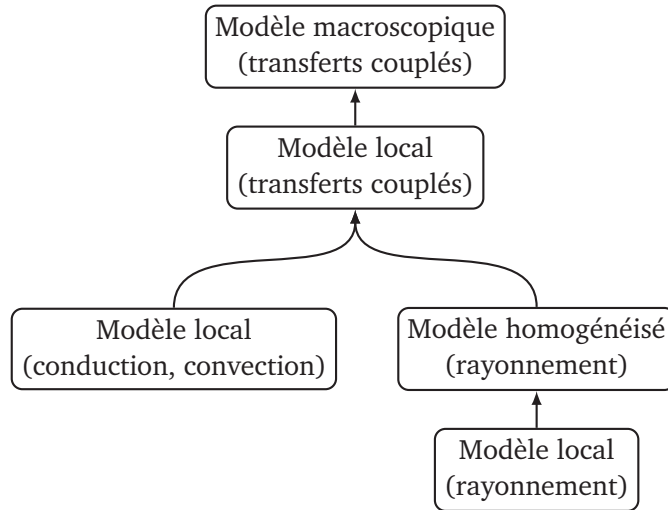 Modèle macroscopique
(transferts couplés)
Modèle local
(transferts couplés)
Modèle local
(conduction, convection)
Modèle homogénéisé
(rayonnement)
Modèle local
(rayonnement)